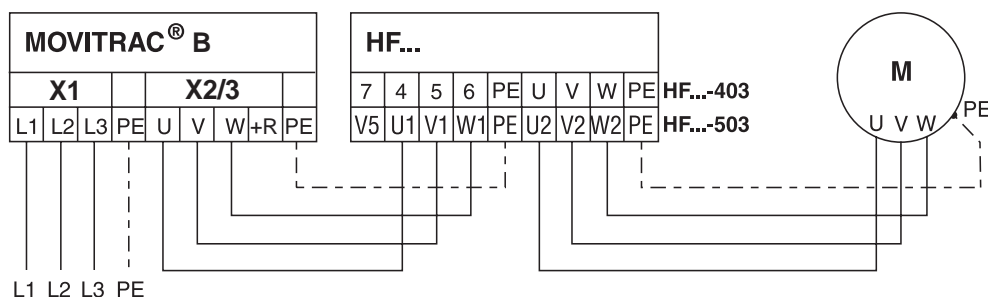 MOVITRAC® B
HF...
X1 X2/3
7 4 5 6 PE U V W PE HF...-403
M
L1 L2 L3 PE U V W +R PE
V5 U1 V1 W1 PE U2 V2 W2 PE HF...-503
U V W
PE
L1 L2 L3 PE